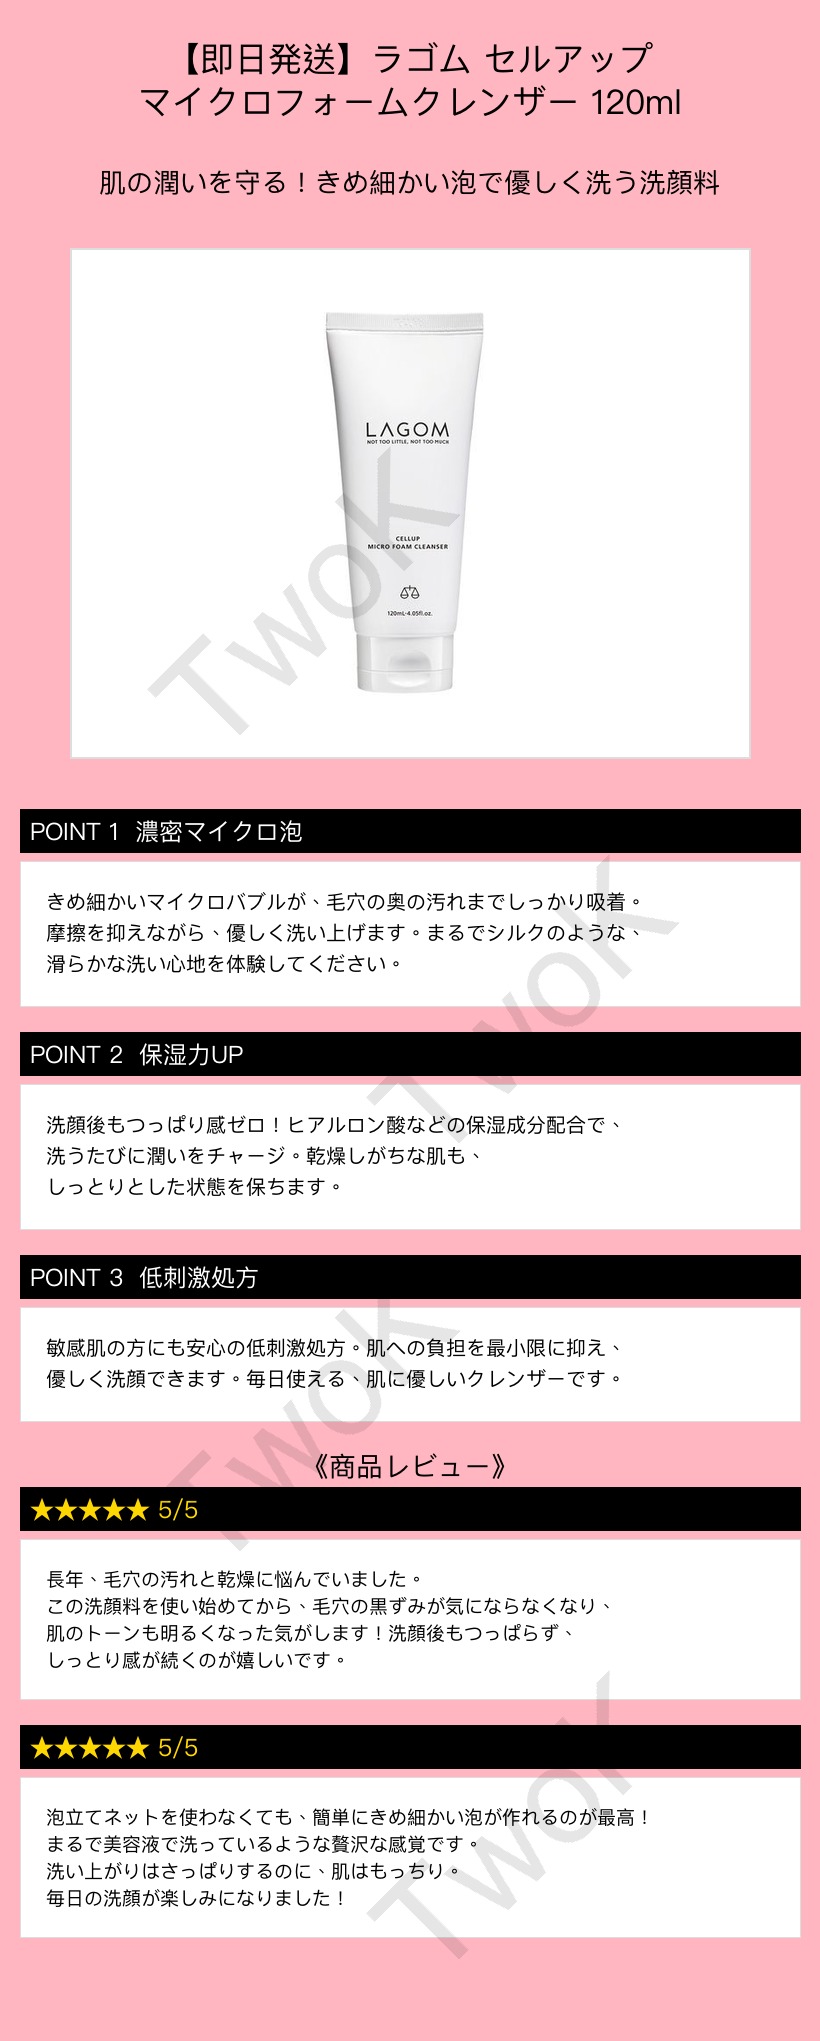 【即日発送】ラゴム セルアップ
マイクロフォームクレンザー 120ml
肌の潤いを守る！きめ細かい泡で優しく洗う洗顔料
LAGOM
NOT TOO LITTLE, NOT TOO MUCH
CELLUP
MICRO FOAM CLEANSER
120mL·4.05fl.oz.
TwoK
POINT 1 濃密マイクロ泡
きめ細かいマイクロバブルが、毛穴の奥の汚れまでしっかり吸着。
摩擦を抑えながら、優しく洗い上げます。まるでシルクのような、
滑らかな洗い心地を体験してください。
TwoK
POINT 2 保湿力UP
洗顔後もつっぱり感ゼロ！ヒアルロン酸などの保湿成分配合で、
洗うたびに潤いをチャージ。乾燥しがちな肌も、
しっとりとした状態を保ちます。
POINT 3 低刺激処方
敏感肌の方にも安心の低刺激処方。肌への負担を最小限に抑え、
優しく洗顔できます。毎日使える、肌に優しいクレンザーです。
TwoK
《商品レビュー》
★★★★★ 5/5
長年、毛穴の汚れと乾燥に悩んでいました。
この洗顔料を使い始めてから、毛穴の黒ずみが気にならなくなり、
肌のトーンも明るくなった気がします！洗顔後もつっぱらず、
しっとり感が続くのが嬉しいです。
★★★★★ 5/5
泡立てネットを使わなくても、簡単にきめ細かい泡が作れるのが最高！
まるで美容液で洗っているような贅沢な感覚です。
洗い上がりはさっぱりするのに、肌はもっちり。
毎日の洗顔が楽しみになりました！
TwoK